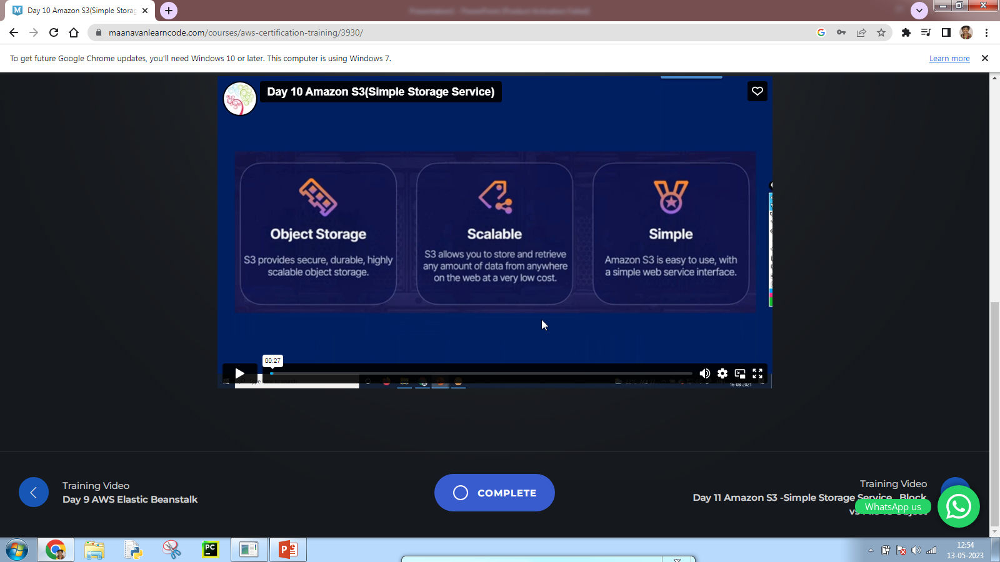 Day 10 Amazon S3(Simple Storag
maanavanlearncode.com/courses/aws-certification-training/3930/
To get future Google Chrome updates, you'll need Windows 10 or later. This computer is using Windows 7.
Learn more
Day 10 Amazon S3(Simple Storage Service)
Object Storage
S3 provides secure, durable, highly
scalable object storage.
Scalable
S3 allows you to store and retrieve
any amount of data from anywhere
on the web at a very low cost.
Simple
Amazon S3 is easy to use, with
a simple web service interface.
00:27
16-08-2021
Training Video
Day 9 AWS Elastic Beanstalk
COMPLETE
Training Video
Day 11 Amazon S3 -Simple Storage Service Block
WhatsApp us
PC
P
12:54
13-05-2023